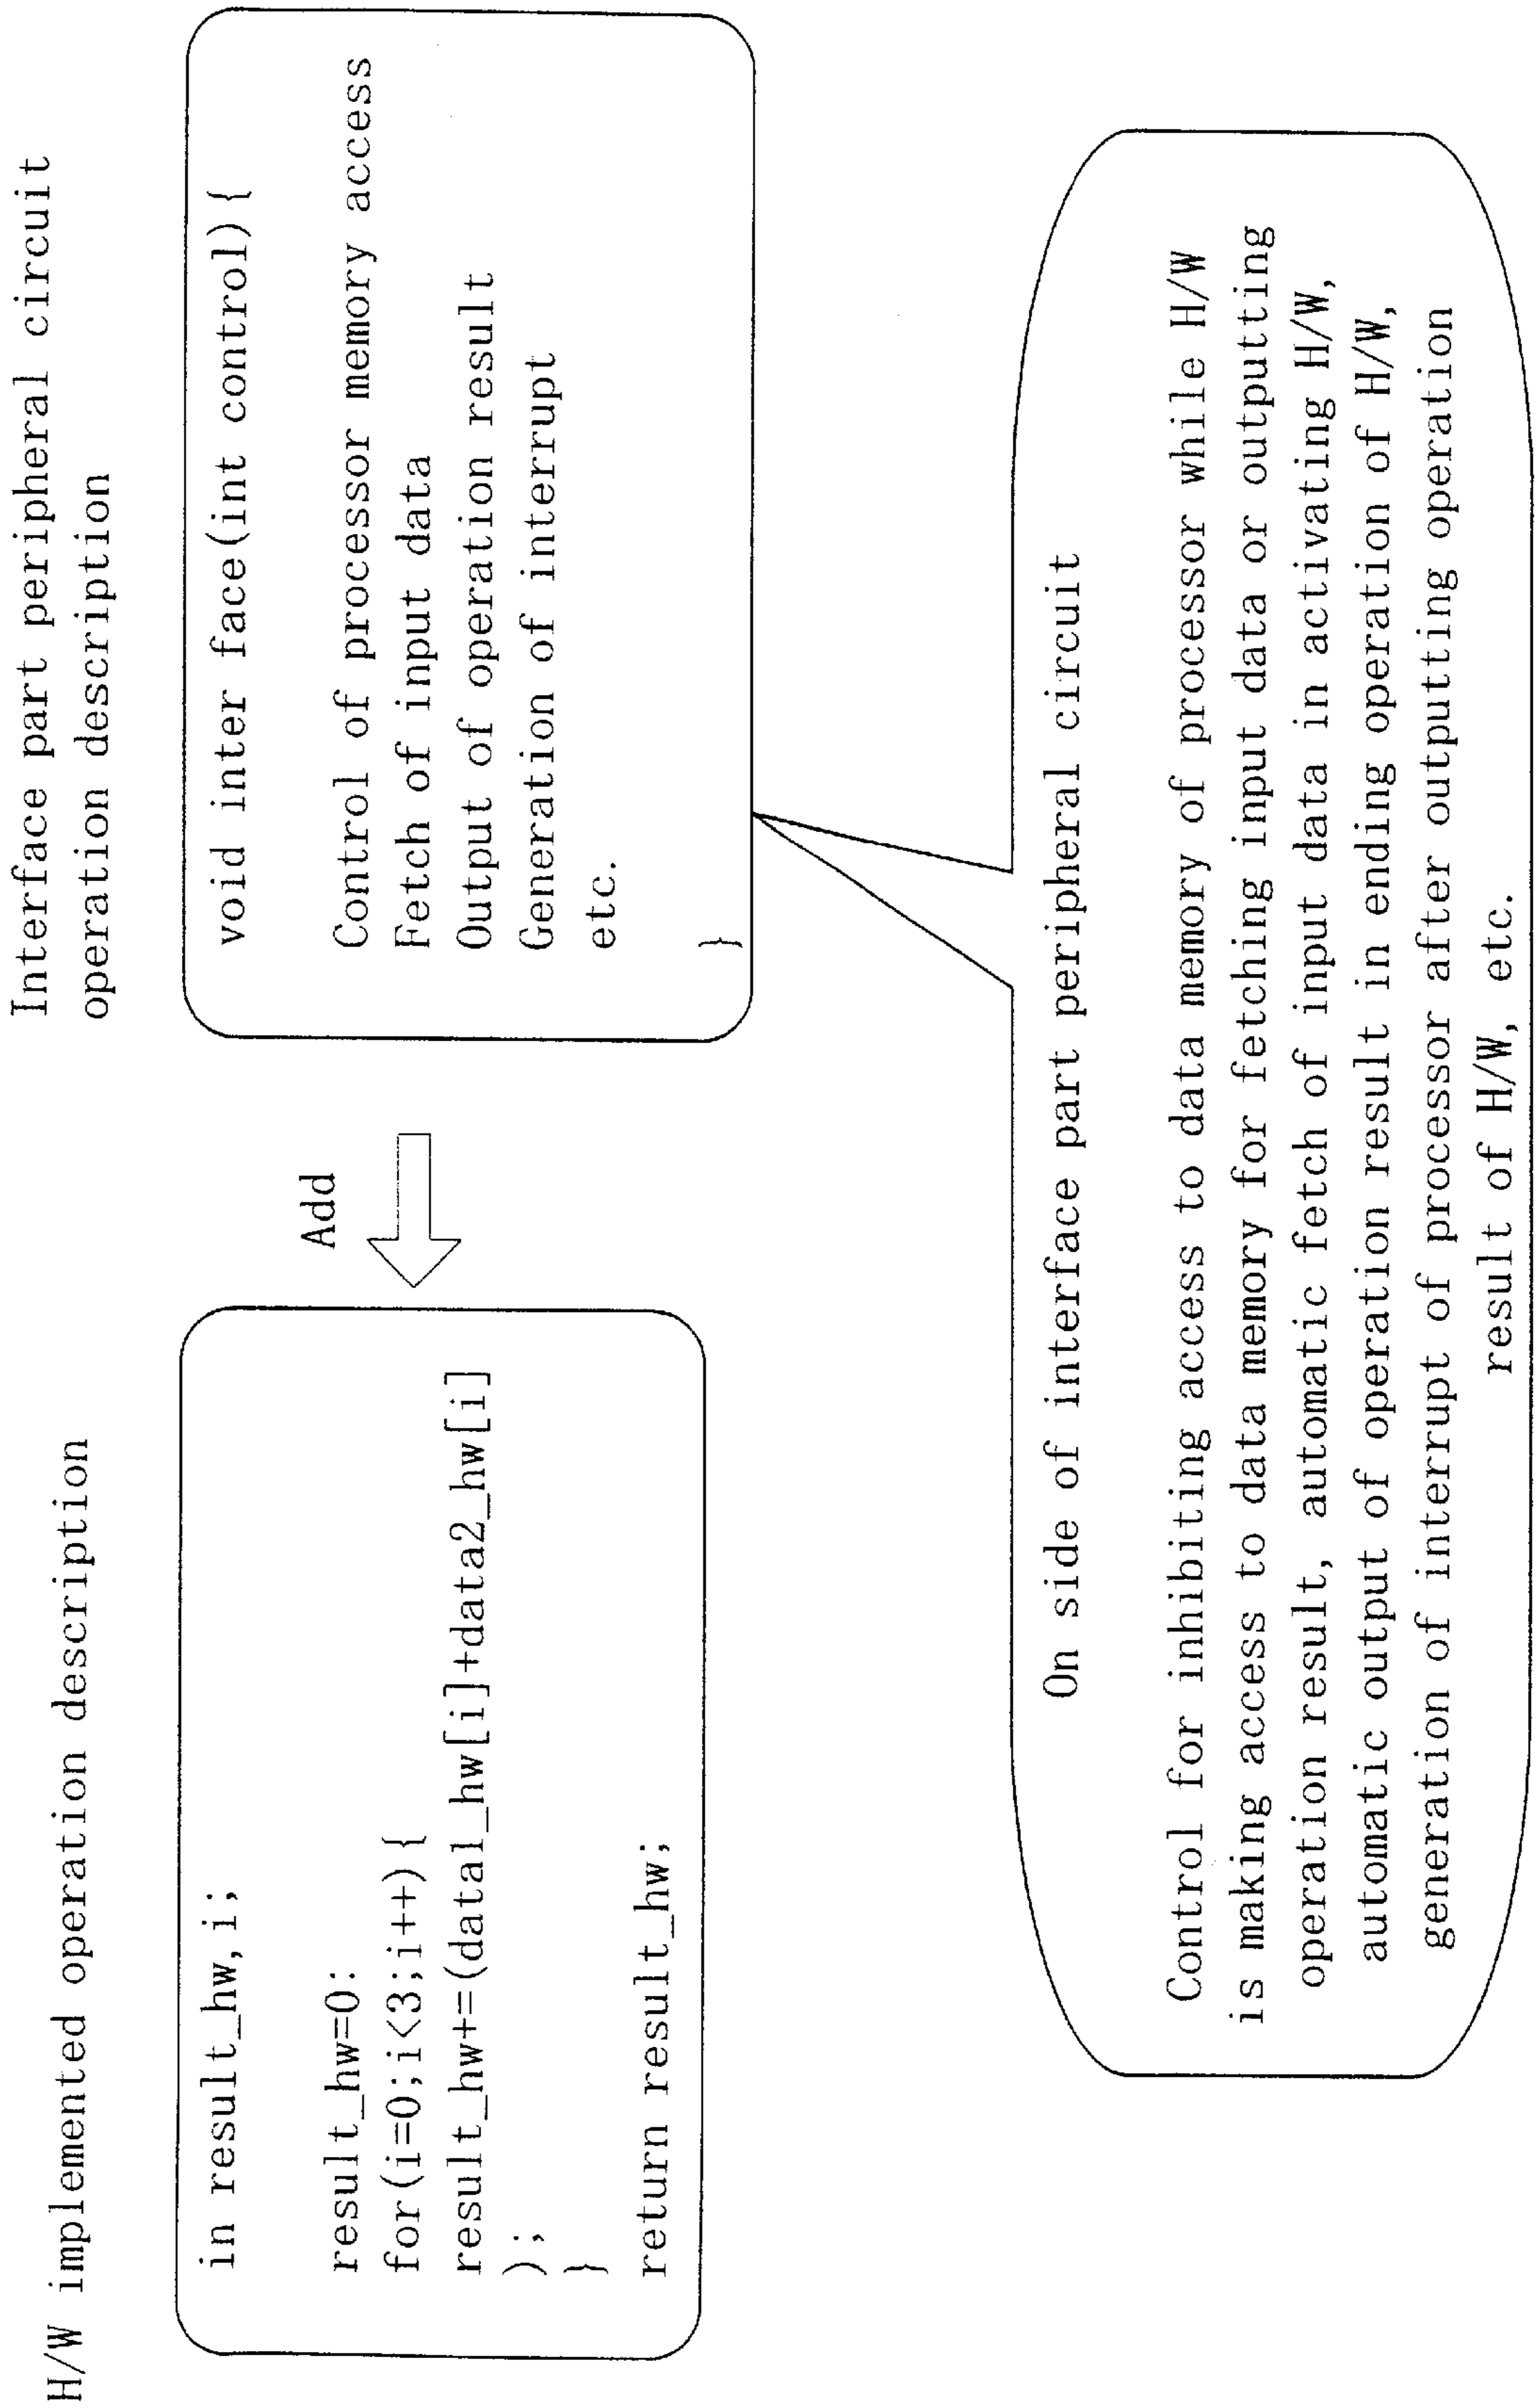 H/W implemented operation description
in result_hw,i;
result_hw=0:
for(i=0;i<3;i++){
result_hw+=(data1_hw[i]+data2_hw[i]
);
}
return result_hw;
Add
Interface part peripheral circuit
operation description
void inter face(int control){
Control of processor memory access
Fetch of input data
Output of operation result
Generation of interrupt
etc.
}
On side of interface part peripheral circuit
Control for inhibiting access to data memory of processor while H/W
is making access to data memory for fetching input data or outputting
operation result, automatic fetch of input data in activating H/W,
automatic output of operation result in ending operation of H/W,
generation of interrupt of processor after outputting operation
result of H/W, etc.